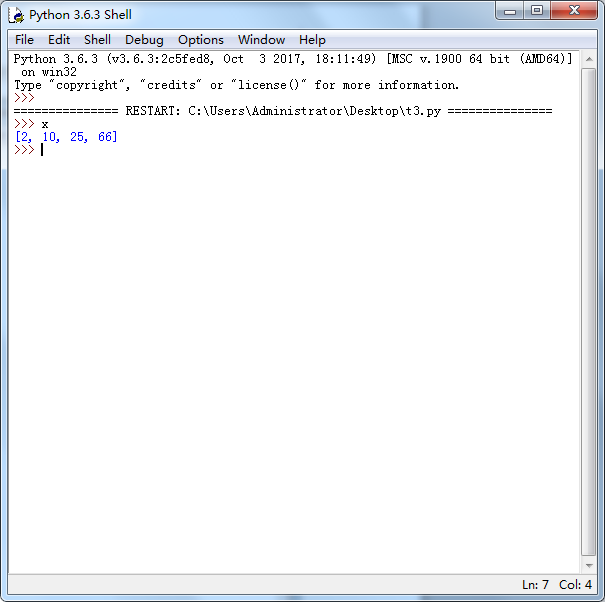 Python 3.6.3 Shell
File Edit Shell Debug Options Window Help
Python 3.6.3 (v3.6.3:2c5fed8, Oct  3 2017, 18:11:49) [MSC v.1900 64 bit (AMD64)]
 on win32
Type "copyright", "credits" or "license()" for more information.
>>>
=============== RESTART: C:\Users\Administrator\Desktop\t3.py ===============
>>> x
[2, 10, 25, 66]
>>>
Ln: 7 Col: 4